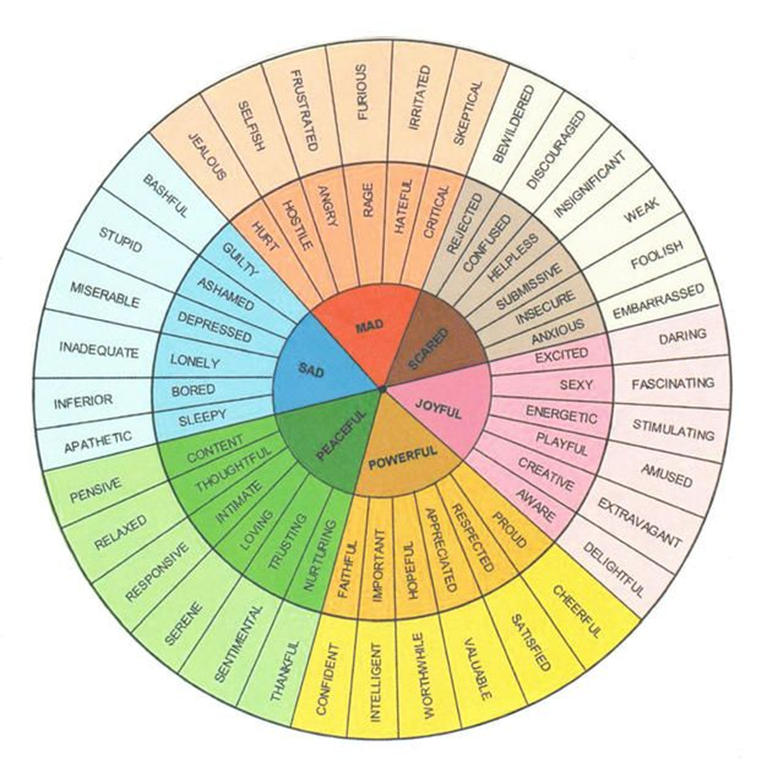 MAD
SCARED
JOYFUL
POWERFUL
PEACEFUL
SAD
HURT
HOSTILE
ANGRY
RAGE
HATEFUL
CRITICAL
REJECTED
CONFUSED
HELPLESS
SUBMISSIVE
INSECURE
ANXIOUS
EXCITED
SEXY
ENERGETIC
PLAYFUL
CREATIVE
AWARE
PROUD
RESPECTED
APPRECIATED
HOPEFUL
IMPORTANT
FAITHFUL
NURTURING
TRUSTING
LOVING
INTIMATE
THOUGHTFUL
CONTENT
SLEEPY
BORED
LONELY
DEPRESSED
ASHAMED
GUILTY
JEALOUS
SELFISH
FRUSTRATED
FURIOUS
IRRITATED
SKEPTICAL
BEWILDERED
DISCOURAGED
INSIGNIFICANT
WEAK
FOOLISH
EMBARRASSED
DARING
FASCINATING
STIMULATING
AMUSED
EXTRAVAGANT
DELIGHTFUL
CHEERFUL
SATISFIED
VALUABLE
WORTHWHILE
INTELLIGENT
CONFIDENT
THANKFUL
SENTIMENTAL
SERENE
RESPONSIVE
RELAXED
PENSIVE
APATHETIC
INFERIOR
INADEQUATE
MISERABLE
STUPID
BASHFUL